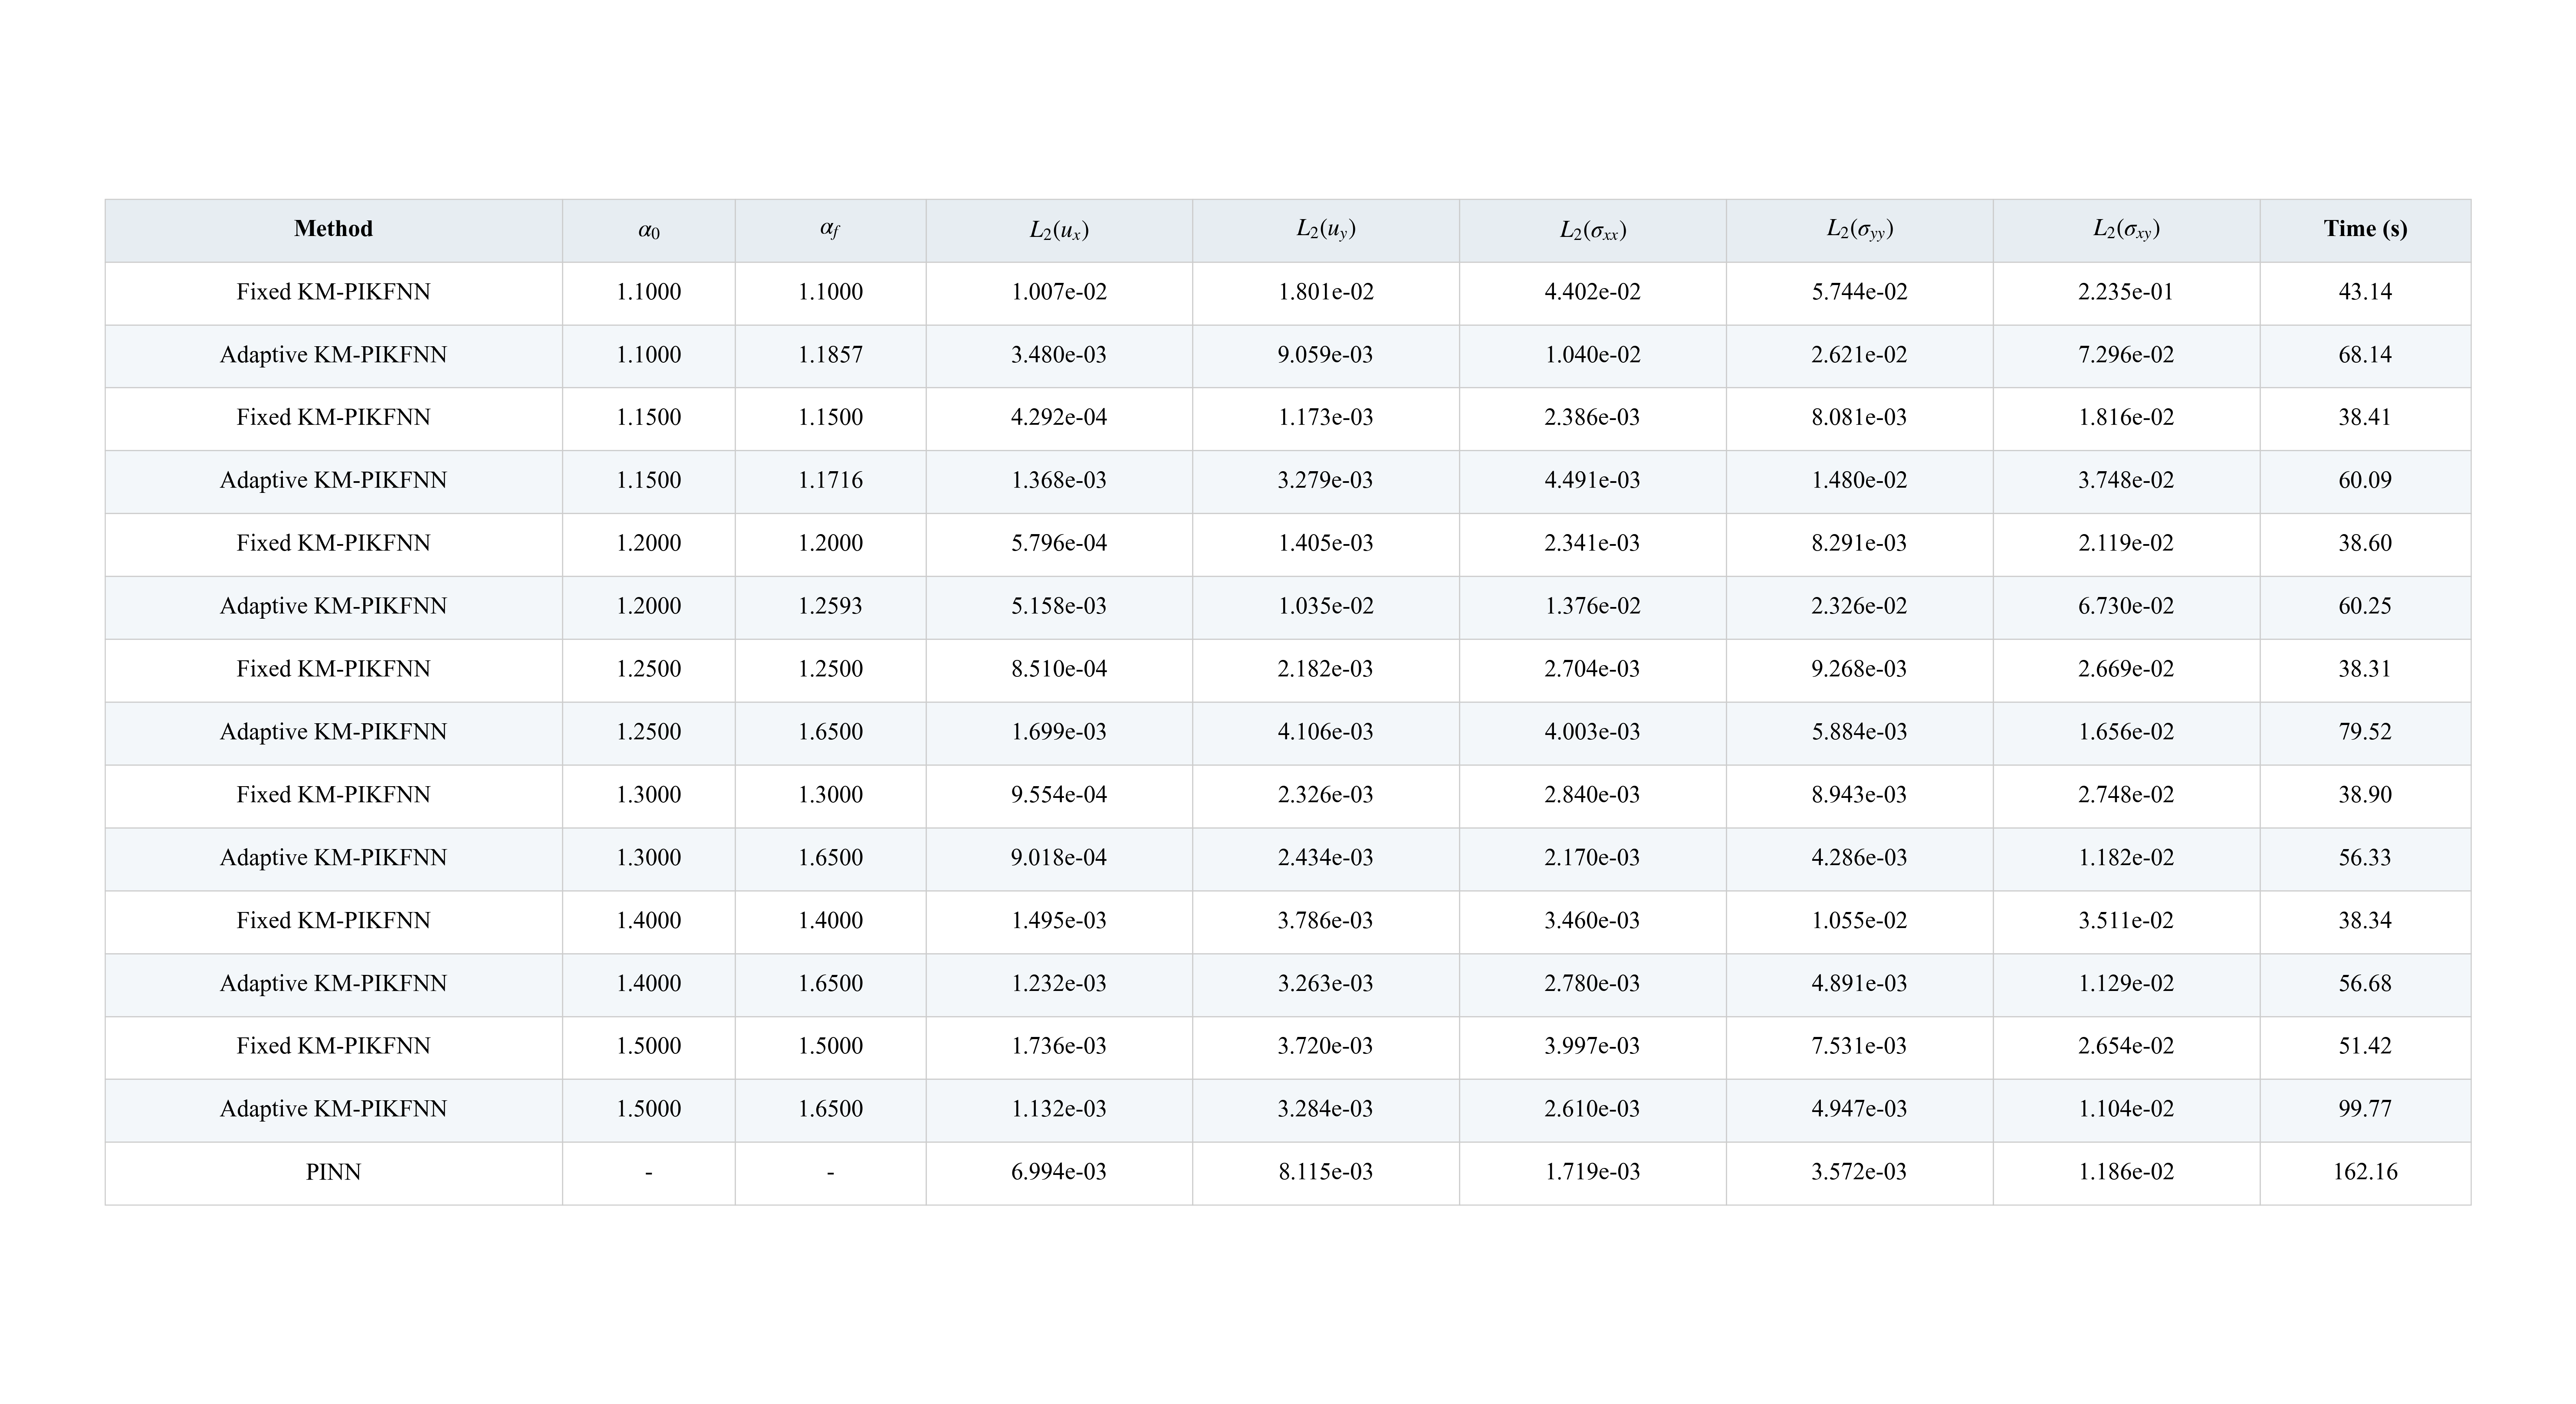 Method α0 αf L2(ux) L2(uy) L2(σxx) L2(σyy) L2(σxy) Time (s)
Fixed KM-PIKFNN 1.1000 1.1000 1.007e-02 1.801e-02 4.402e-02 5.744e-02 2.235e-01 43.14
Adaptive KM-PIKFNN 1.1000 1.1857 3.480e-03 9.059e-03 1.040e-02 2.621e-02 7.296e-02 68.14
Fixed KM-PIKFNN 1.1500 1.1500 4.292e-04 1.173e-03 2.386e-03 8.081e-03 1.816e-02 38.41
Adaptive KM-PIKFNN 1.1500 1.1716 1.368e-03 3.279e-03 4.491e-03 1.480e-02 3.748e-02 60.09
Fixed KM-PIKFNN 1.2000 1.2000 5.796e-04 1.405e-03 2.341e-03 8.291e-03 2.119e-02 38.60
Adaptive KM-PIKFNN 1.2000 1.2593 5.158e-03 1.035e-02 1.376e-02 2.326e-02 6.730e-02 60.25
Fixed KM-PIKFNN 1.2500 1.2500 8.510e-04 2.182e-03 2.704e-03 9.268e-03 2.669e-02 38.31
Adaptive KM-PIKFNN 1.2500 1.6500 1.699e-03 4.106e-03 4.003e-03 5.884e-03 1.656e-02 79.52
Fixed KM-PIKFNN 1.3000 1.3000 9.554e-04 2.326e-03 2.840e-03 8.943e-03 2.748e-02 38.90
Adaptive KM-PIKFNN 1.3000 1.6500 9.018e-04 2.434e-03 2.170e-03 4.286e-03 1.182e-02 56.33
Fixed KM-PIKFNN 1.4000 1.4000 1.495e-03 3.786e-03 3.460e-03 1.055e-02 3.511e-02 38.34
Adaptive KM-PIKFNN 1.4000 1.6500 1.232e-03 3.263e-03 2.780e-03 4.891e-03 1.129e-02 56.68
Fixed KM-PIKFNN 1.5000 1.5000 1.736e-03 3.720e-03 3.997e-03 7.531e-03 2.654e-02 51.42
Adaptive KM-PIKFNN 1.5000 1.6500 1.132e-03 3.284e-03 2.610e-03 4.947e-03 1.104e-02 99.77
PINN - - 6.994e-03 8.115e-03 1.719e-03 3.572e-03 1.186e-02 162.16